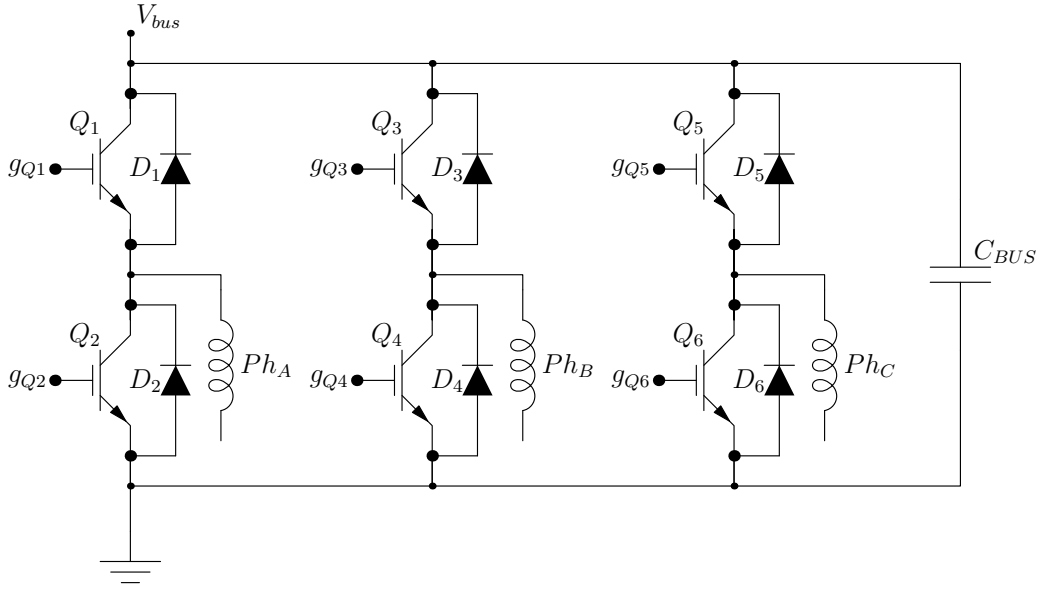 V_bus
Q_1
Q_3
Q_5
g_Q1
D_1
g_Q3
D_3
g_Q5
D_5
C_BUS
Q_2
Q_4
Q_6
g_Q2
D_2
Ph_A
g_Q4
D_4
Ph_B
g_Q6
D_6
Ph_C